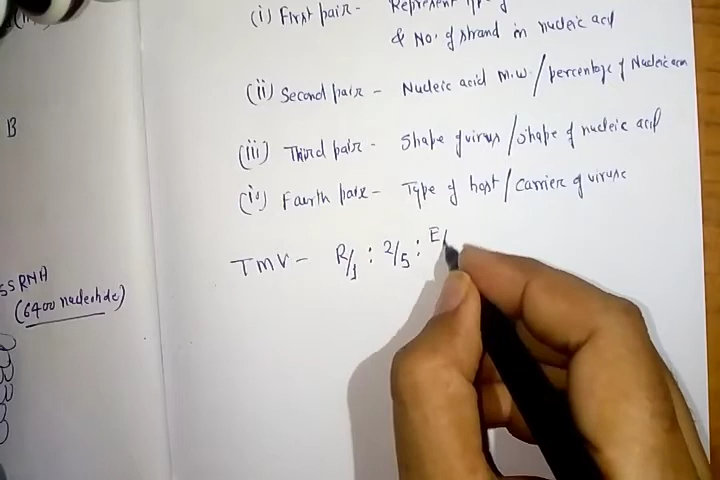 (i) First pair - Represent
& No. of strand in nucleic acid
(ii) Second pair - Nucleic acid M.W./percentage of Nucleic
(iii) Third pair - Shape of virus/shape of nucleic acid
(iv) Fourth pair - Type of host/Carrier of virus
TMV - R/1 : 2/5 : E/
B
SSRNA
(6400 nucleotide)